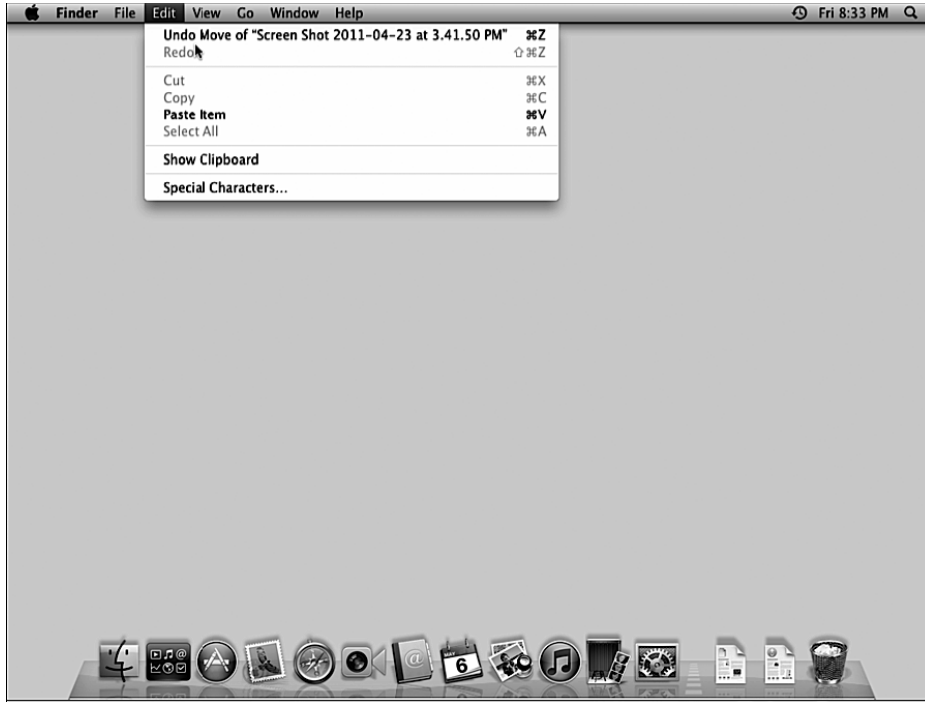 Finder File Edit View Go Window Help Fri 8:33 PM
Undo Move of “Screen Shot 2011-04-23 at 3.41.50 PM” ⌘Z
Redo ⇧⌘Z
Cut ⌘X
Copy ⌘C
Paste Item ⌘V
Select All ⌘A
Show Clipboard
Special Characters...
MAY
6